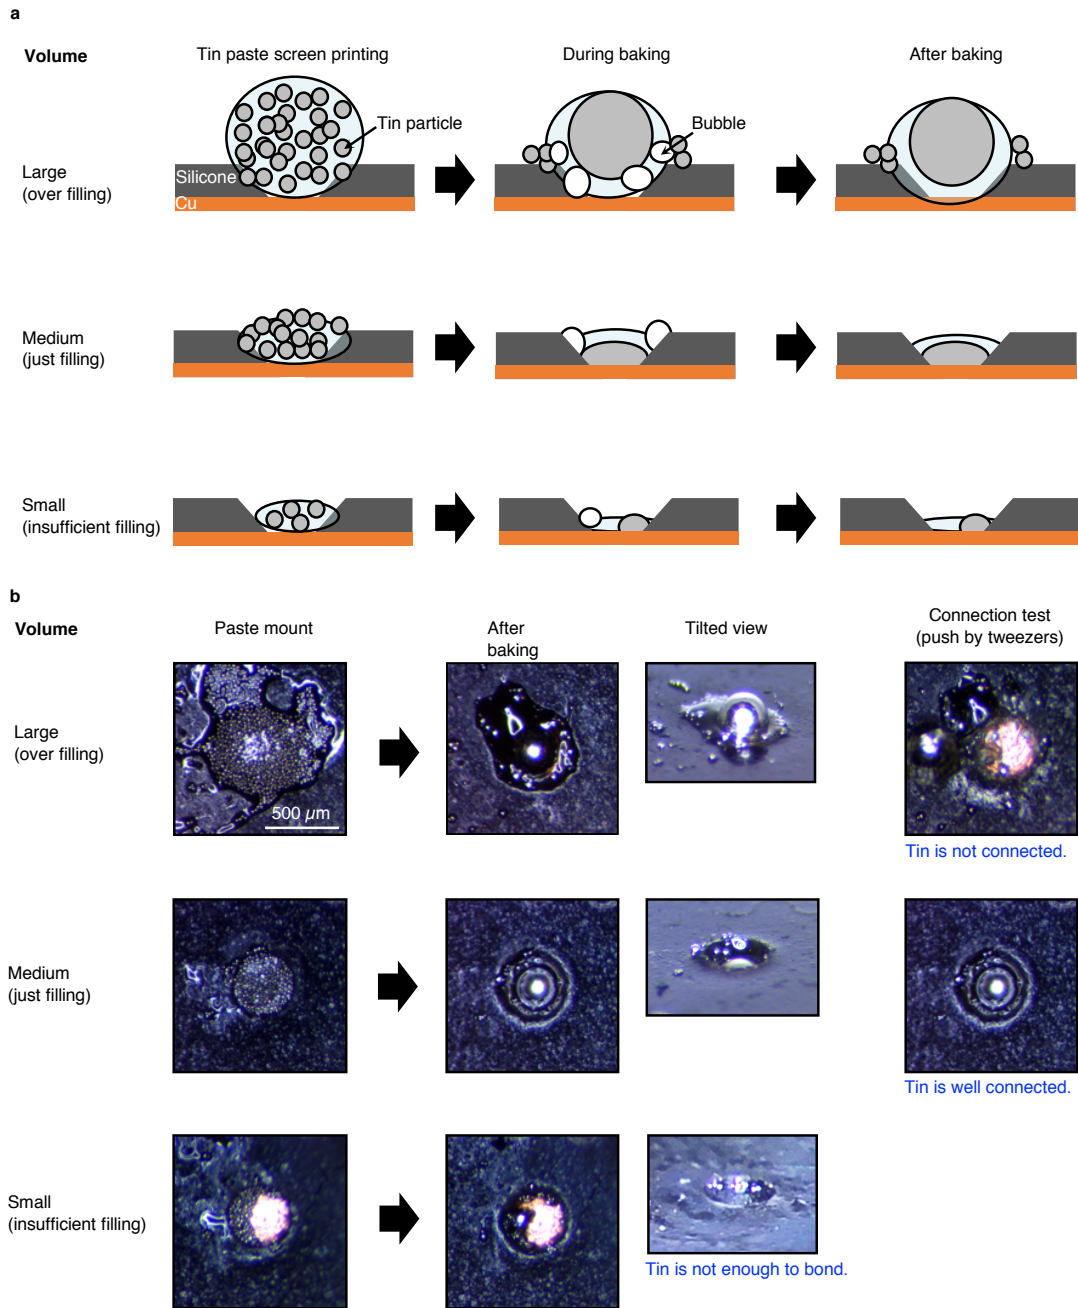 a
Volume
Tin paste screen printing
During baking
After baking
Tin particle
Bubble
Large
(over filling)
Silicone
Cu
Medium
(just filling)
Small
(insufficient filling)
b
Volume
Paste mount
After
baking
Tilted view
Connection test
(push by tweezers)
Large
(over filling)
500 µm
Tin is not connected.
Medium
(just filling)
Tin is well connected.
Small
(insufficient filling)
Tin is not enough to bond.